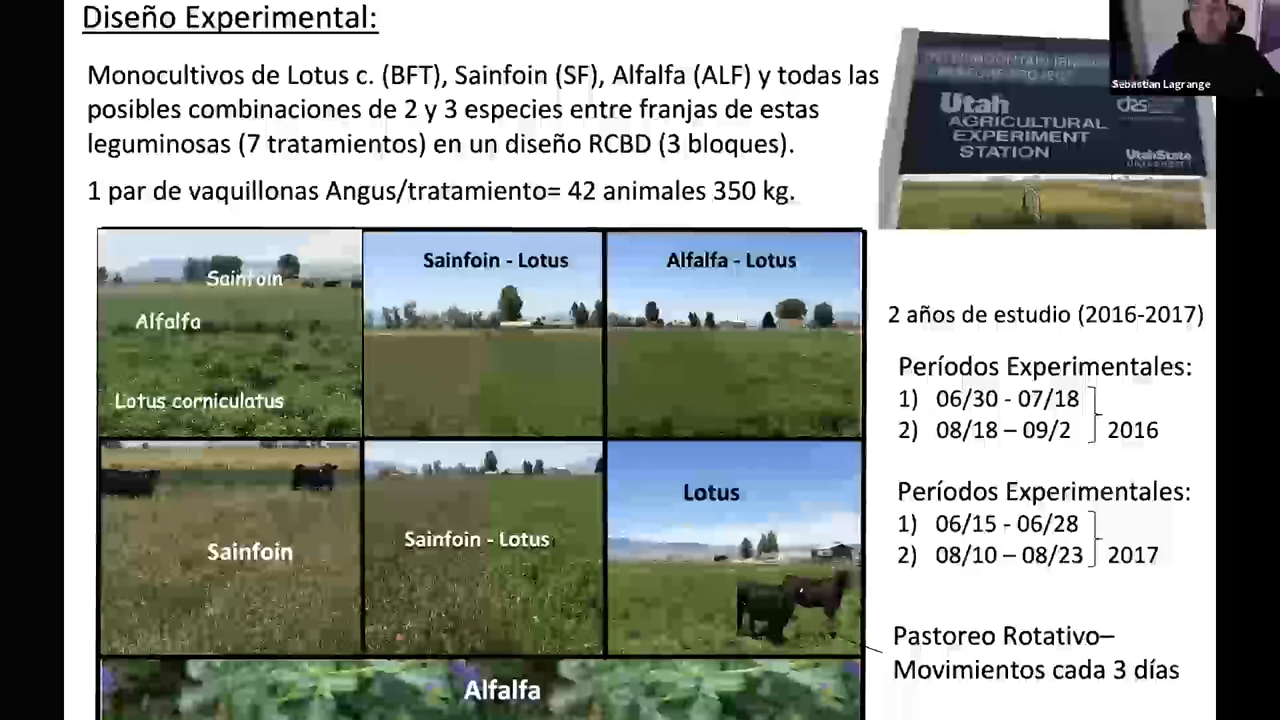 Diseño Experimental:
Monocultivos de Lotus c. (BFT), Sainfoin (SF), Alfalfa (ALF) y todas las
posibles combinaciones de 2 y 3 especies entre franjas de estas
leguminosas (7 tratamientos) en un diseño RCBD (3 bloques).
1 par de vaquillonas Angus/tratamiento= 42 animales 350 kg.
Sebastian Lagrange
Utah
AGRICULTURAL
EXPERIMENT
STATION
UtahState
UNIVERSITY
Sainfoin
Alfalfa
Lotus corniculatus
Sainfoin - Lotus
Alfalfa - Lotus
Sainfoin
Sainfoin - Lotus
Lotus
Alfalfa
2 años de estudio (2016-2017)
Períodos Experimentales:
1) 06/30 - 07/18
2) 08/18 – 09/2
2016
Períodos Experimentales:
1) 06/15 - 06/28
2) 08/10 – 08/23
2017
Pastoreo Rotativo–
Movimientos cada 3 días